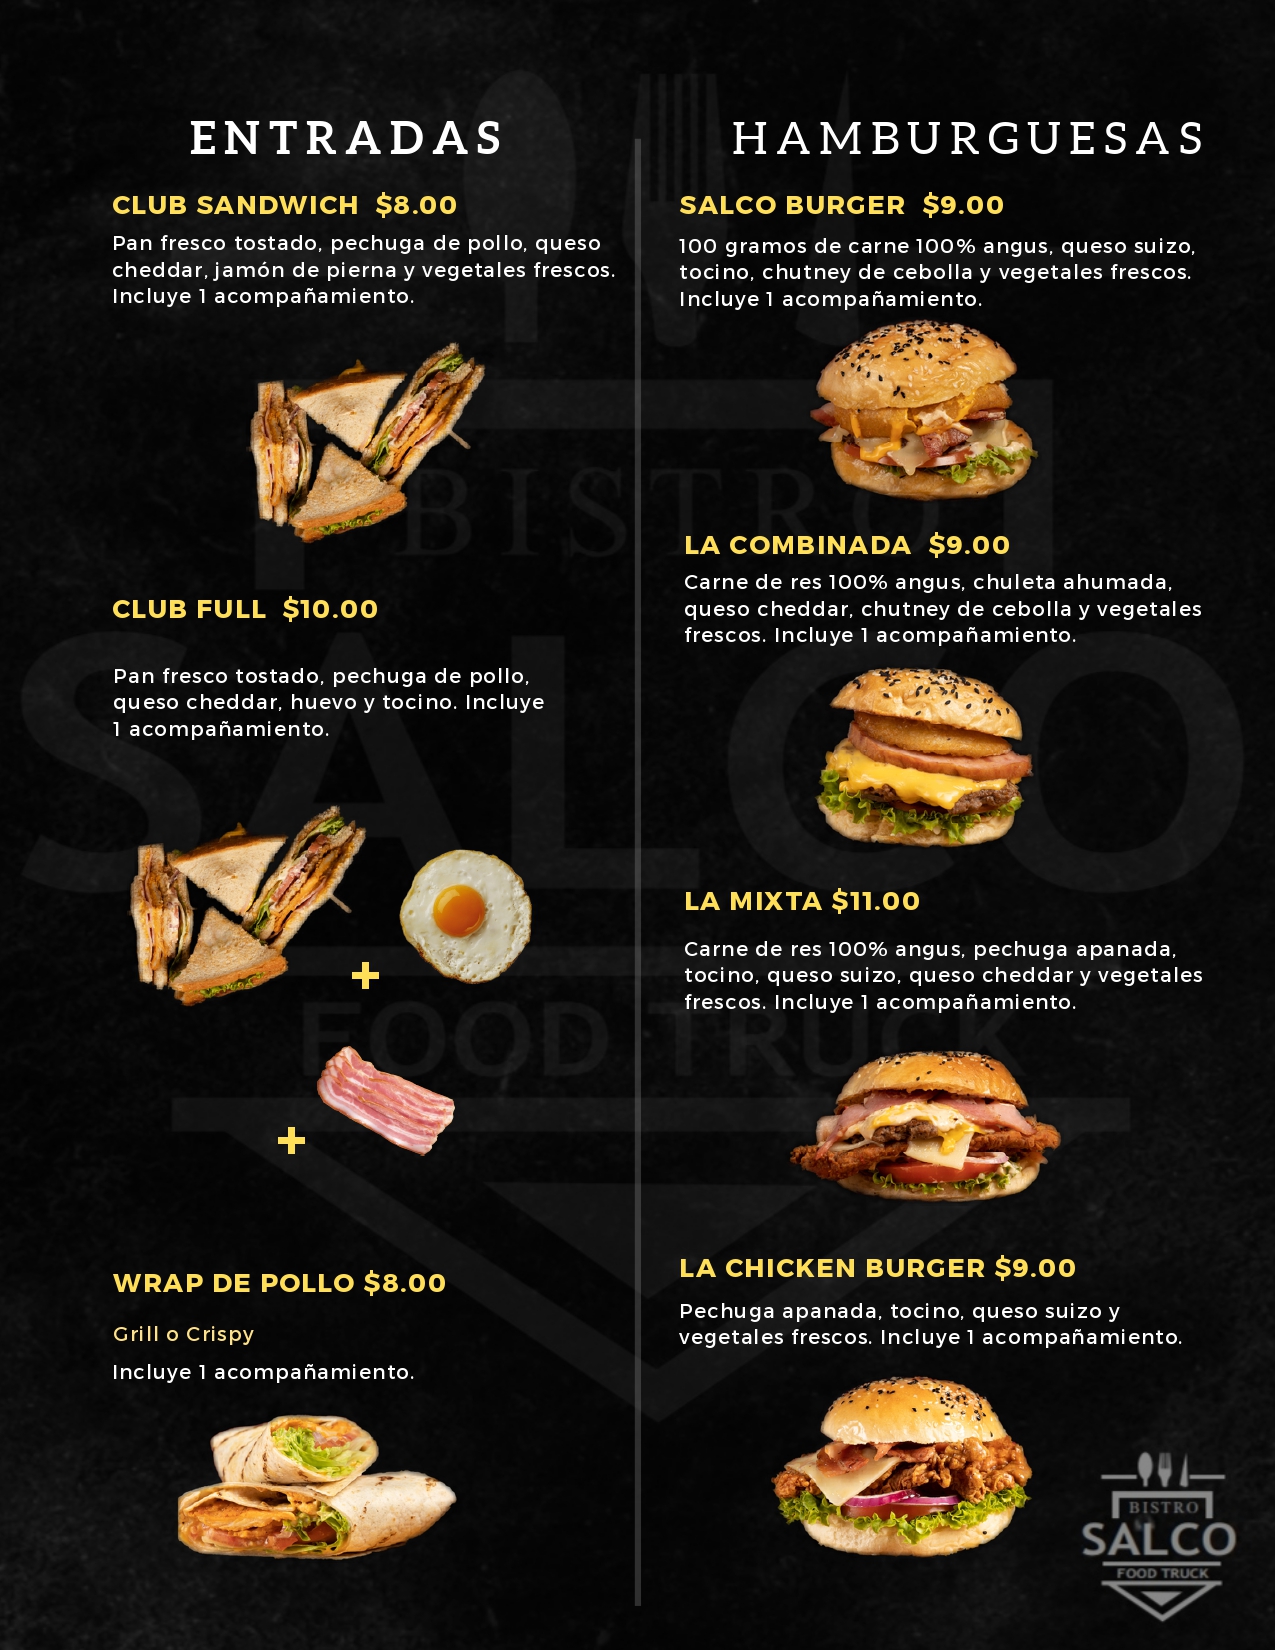 ENTRADAS
CLUB SANDWICH $8.00
Pan fresco tostado, pechuga de pollo, queso
cheddar, jamón de pierna y vegetales frescos.
Incluye 1 acompañamiento.
CLUB FULL $10.00
Pan fresco tostado, pechuga de pollo,
queso cheddar, huevo y tocino. Incluye
1 acompañamiento.
+
+
WRAP DE POLLO $8.00
Grill o Crispy
Incluye 1 acompañamiento.
HAMBURGUESAS
SALCO BURGER $9.00
100 gramos de carne 100% angus, queso suizo,
tocino, chutney de cebolla y vegetales frescos.
Incluye 1 acompañamiento.
LA COMBINADA $9.00
Carne de res 100% angus, chuleta ahumada,
queso cheddar, chutney de cebolla y vegetales
frescos. Incluye 1 acompañamiento.
LA MIXTA $11.00
Carne de res 100% angus, pechuga apanada,
tocino, queso suizo, queso cheddar y vegetales
frescos. Incluye 1 acompañamiento.
LA CHICKEN BURGER $9.00
Pechuga apanada, tocino, queso suizo y
vegetales frescos. Incluye 1 acompañamiento.
BISTRO
SALCO
FOOD TRUCK
BISTRO
SALCO
FOOD TRUCK